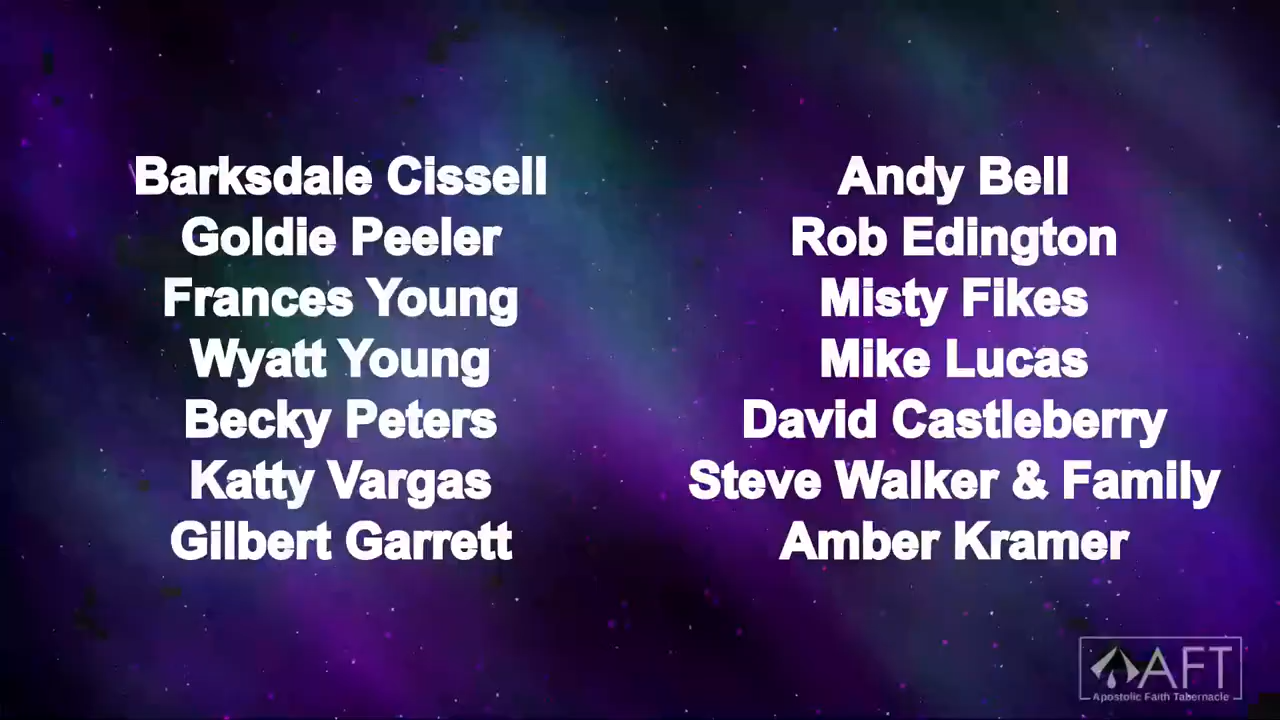 Barksdale Cissell
Goldie Peeler
Frances Young
Wyatt Young
Becky Peters
Katty Vargas
Gilbert Garrett
Andy Bell
Rob Edington
Misty Fikes
Mike Lucas
David Castleberry
Steve Walker & Family
Amber Kramer
AFT
Apostolic Faith Tabernacle